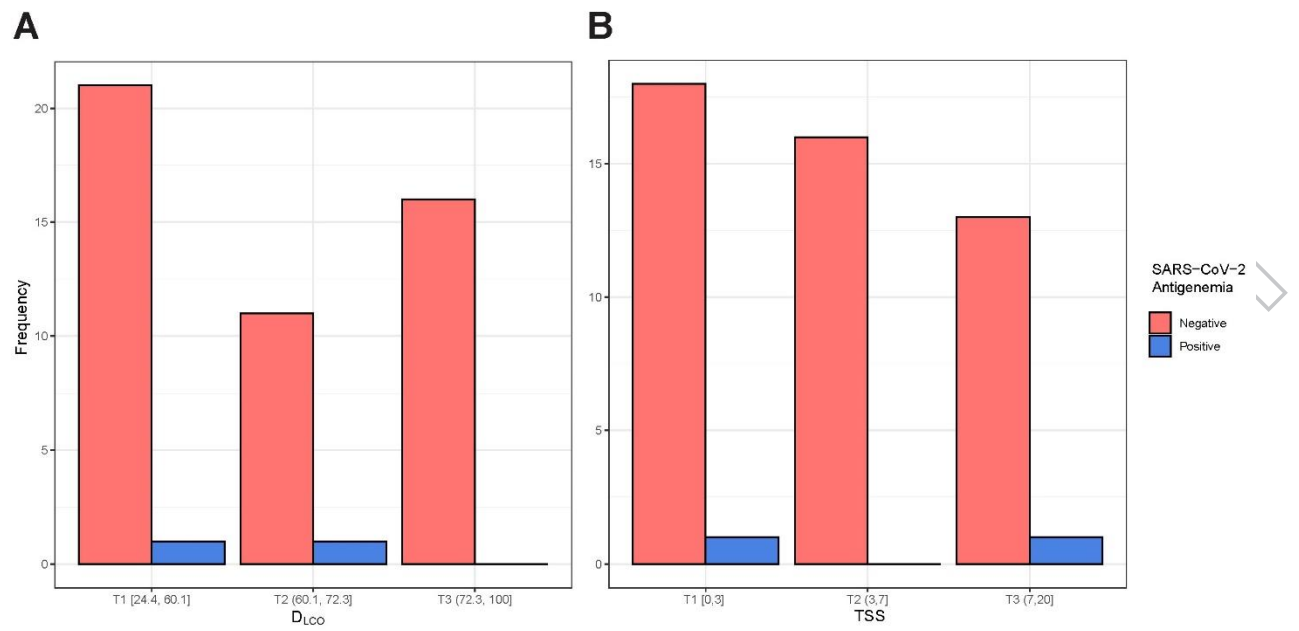 A
B
Frequency
20
15
10
5
0
T1 [24.4, 60.1]
T2 (60.1, 72.3]
T3 (72.3, 100]
DLCO
15
10
5
0
T1 [0,3]
T2 (3,7]
T3 (7,20]
TSS
SARS-CoV-2
Antigenemia
Negative
Positive